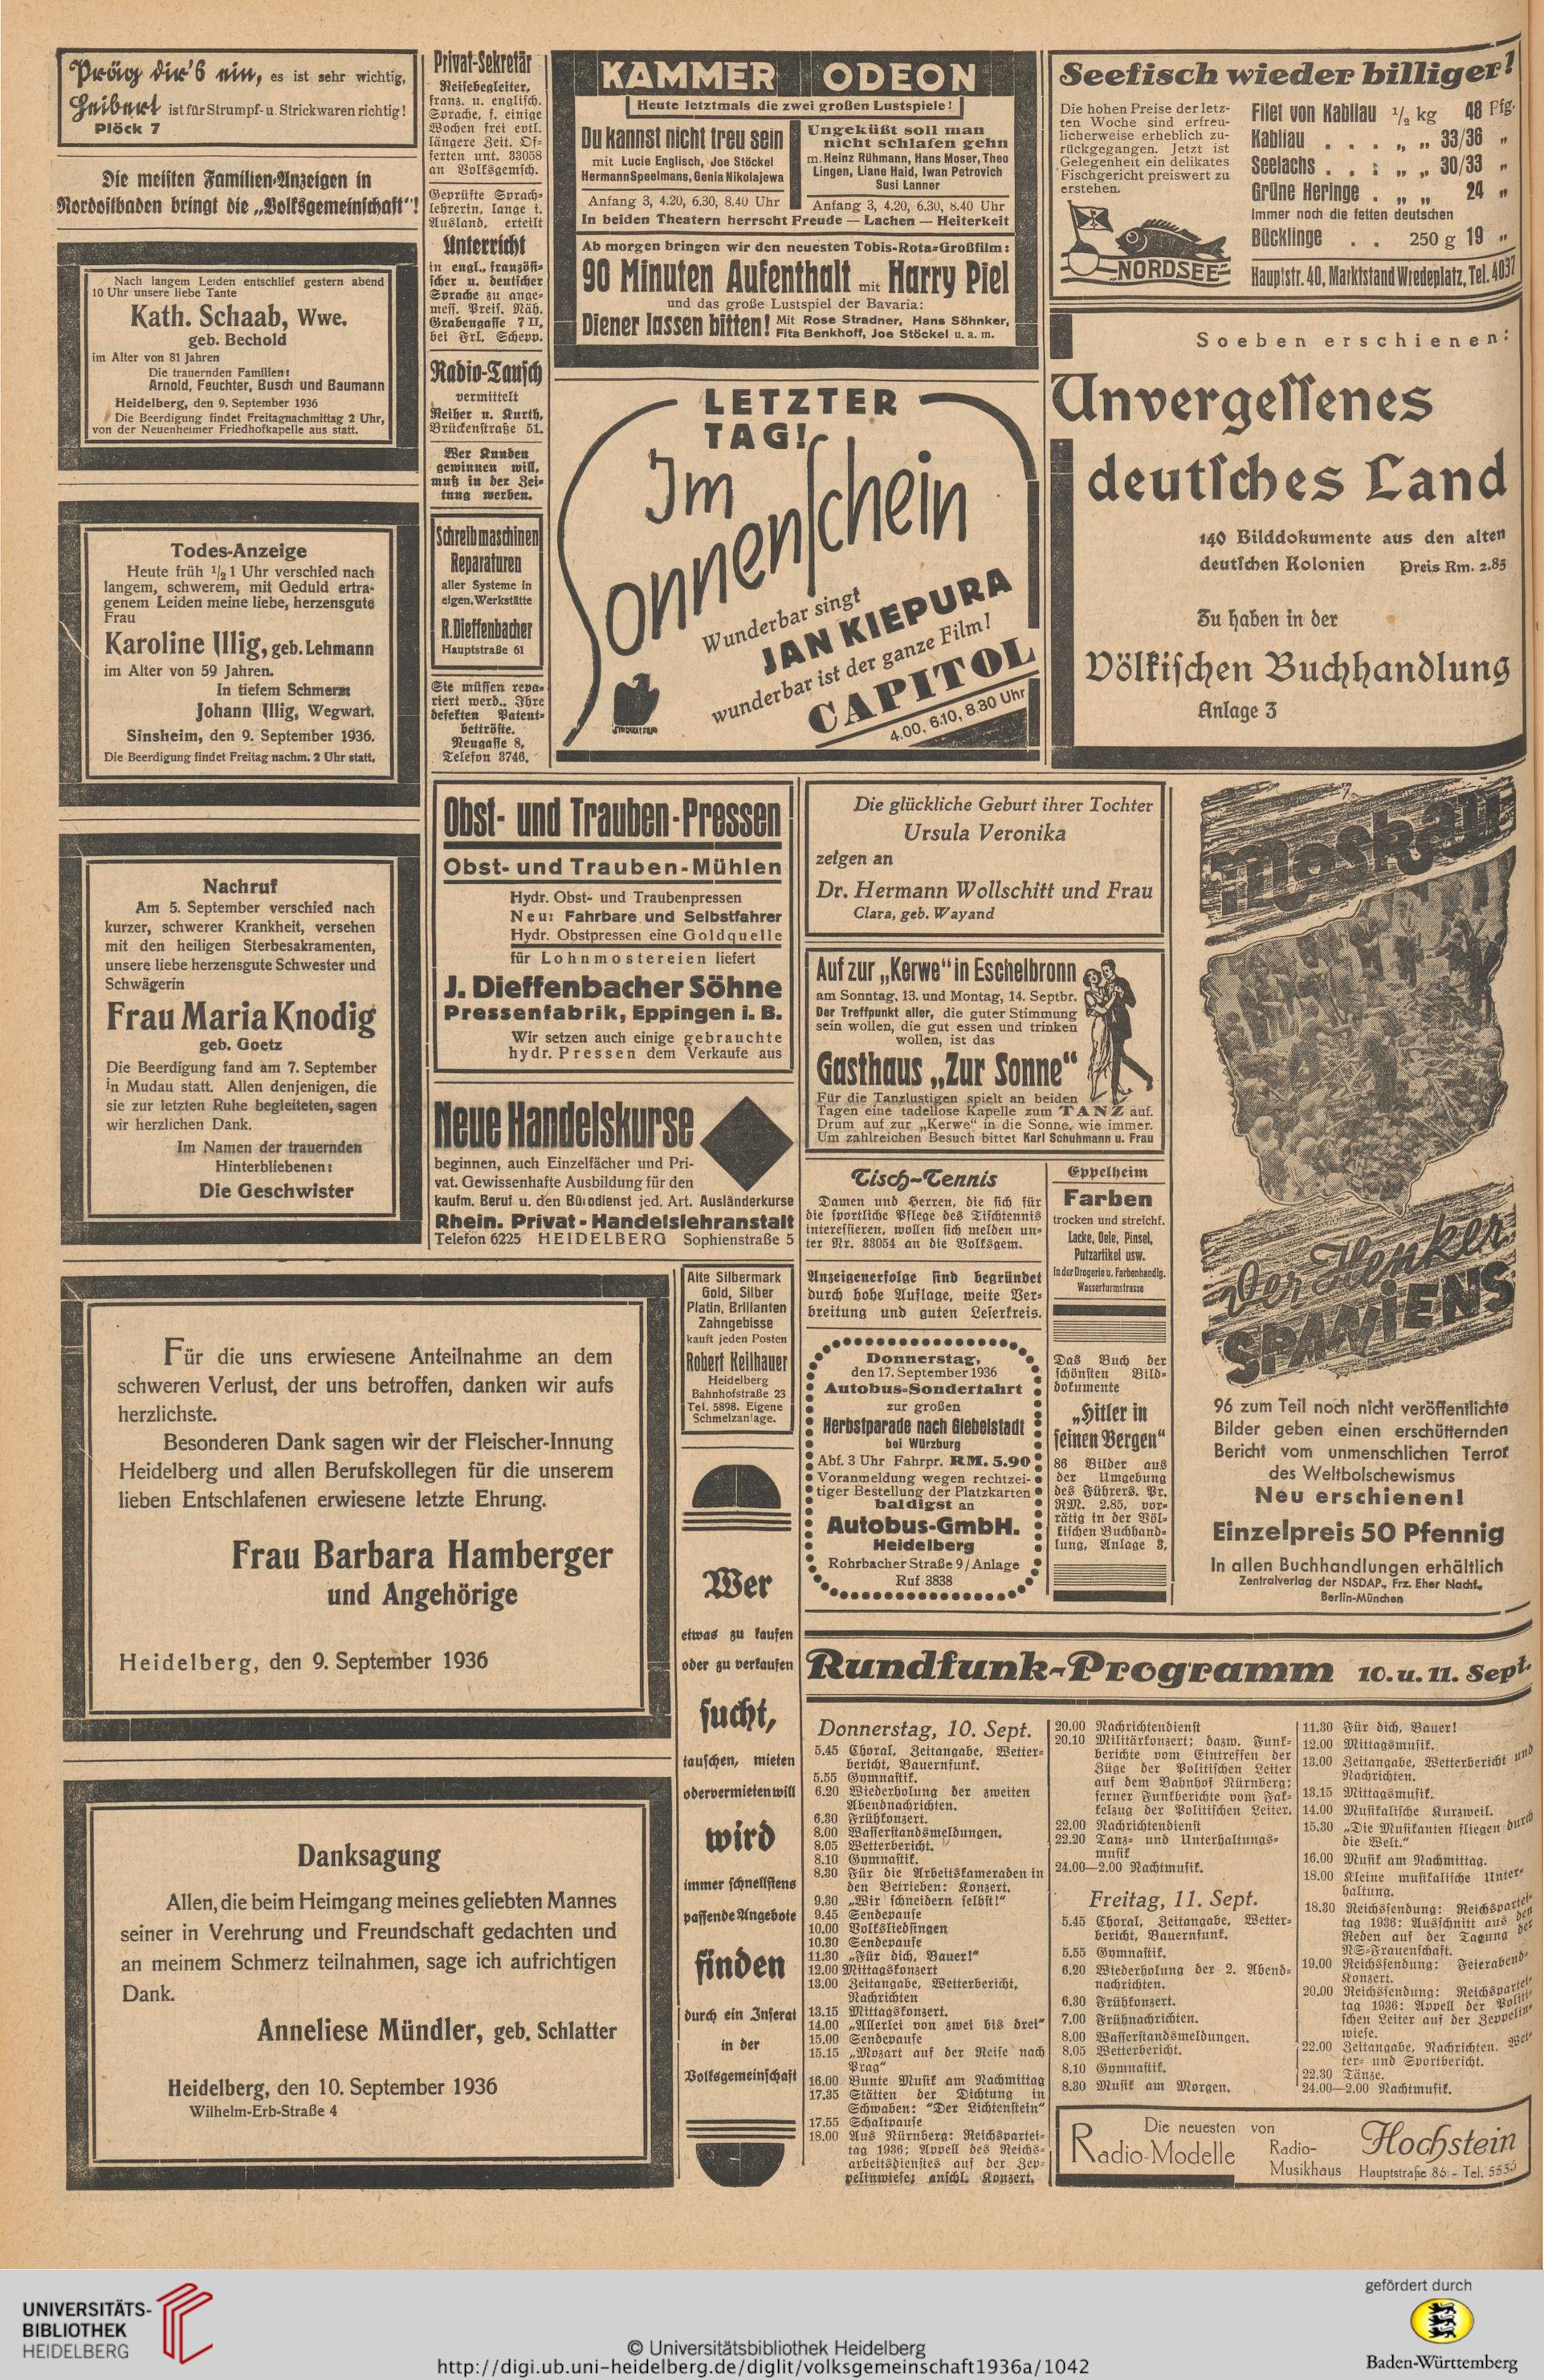 Präg dir's ein, es ist sehr wichtig,
Heibert ist für Strumpf- u. Strickwaren richtig!
Plöck 7
Die meisten Familien-Anzeigen in
Nordostbaden bringt die „Volksgemeinschaft"!
Nach langem Leiden entschlief gestern abend
10 Uhr unsere liebe Tante
Kath. Schaab, Wwe.
geb. Bechold
im Alter von 81 Jahren
Die trauernden Familien:
Arnold, Feuchter, Busch und Baumann
Heidelberg, den 9. September 1936
Die Beerdigung findet Freitagnachmittag 2 Uhr,
von der Neuenheimer Friedhofkapelle aus statt.
Todes-Anzeige
Heute früh 1/2 1 Uhr verschied nach
langem, schwerem, mit Geduld ertra-
genem Leiden meine liebe, herzensgute
Frau
Karoline Illig, geb. Lehmann
im Alter von 59 Jahren.
In tiefem Schmerz
Johann Illig, Wegwart.
Sinsheim, den 9. September 1936.
Die Beerdigung findet Freitag nachm. 2 Uhr statt.
Nachruf
Am 5. September verschied nach
kurzer, schwerer Krankheit, versehen
mit den heiligen Sterbesakramenten,
unsere liebe herzensgute Schwester und
Schwägerin
Frau Maria Knodig
geb. Goetz
Die Beerdigung fand am 7. September
in Mudau statt. Allen denjenigen, die
sie zur letzten Ruhe begleiteten, sagen
wir herzlichen Dank.
Im Namen der trauernden
Hinterbliebenen:
Die Geschwister
Privat-Sekretär
Reisebegleiter,
franz. u. englisch.
Sprache, f. einige
Wochen frei evtl.
längere Zeit. Of-
ferten unt. 33058
an Volksgemsch.
Geprüfte Sprach-
lehrerin, lange i.
Ausland, erteilt
Unterricht
in engl., französi-
scher u. deutscher
Sprache zu ange-
mess. Preis. Näh.
Grabengasse 7 II,
bei Frl. Schepp.
Radio-Tausch
vermittelt
Reiher u. Kurth,
Brückenstraße 51.
Wer Kunden
gewinnen will,
muß in der Zei-
tung werben.
Schreibmaschinen
Reparaturen
aller Systeme in
eigen. Werkstätte
R. Dieffenbacher
Hauptstraße 61
Sie müssen repa-
riert werd., Ihre
defekten Patent-
bettröste.
Neugasse 8,
Telefon 3746.
KAMMER ODEON
Heute letztmals die zwei großen Lustspiele!
Du kannst nicht treu sein
mit Lucie Englisch, Joe Stöckel
Hermann Speelmans, Genia Nikolajewa
Anfang 3, 4.20, 6.30, 8.40 Uhr
Ungeküßt soll man
nicht schlafen gehn
m. Heinz Rühmann, Hans Moser, Theo
Lingen, Liane Haid, Iwan Petrovich
Susi Lanner
Anfang 3, 4.20, 6.30, 8.40 Uhr
In beiden Theatern herrscht Freude — Lachen — Heiterkeit
Ab morgen bringen wir den neuesten Tobis-Rota-Großfilm:
90 Minuten Aufenthalt mit Harry Piel
und das große Lustspiel der Bavaria:
Diener lassen bitten! Mit Rose Stradner, Hans Söhnker,
Fita Benkhoff, Joe Stöckel u. a. m.
LETZTER
TAG!
Im
Sonnenschein
Wunderbar singt
JAN KIEPURA
wunderbar ist der ganze Film!
CAPITOL
4.00, 6.10, 8.30 Uhr
Seefisch wieder billiger!
Die hohen Preise der letz-
ten Woche sind erfreu-
licherweise erheblich zu-
rückgegangen. Jetzt ist
Gelegenheit ein delikates
Fischgericht preiswert zu
erstehen.
Filet von Kabliau 1/2 kg 48 Pfg.
Kabliau . . . . „ „ 33/36 „
Seelachs . . : „ „ 30/33 „
Grüne Heringe . „ „ 24 „
Immer noch die fetten deutschen
Bücklinge . . 250 g 19 „
NORDSEE
Hauptstr. 40, Marktstand Wredeplatz, Tel. 4037
Soeben erschienen:
Unvergessenes
deutsches Land
140 Bilddokumente aus den alten
deutschen Kolonien Preis Rm. 2.85
Zu haben in der
Völkischen Buchhandlung
Anlage 3
Obst- und Trauben-Pressen
Obst- und Trauben-Mühlen
Hydr. Obst- und Traubenpressen
Neu: Fahrbare und Selbstfahrer
Hydr. Obstpressen eine Goldquelle
für Lohnmostereien liefert
J. Dieffenbacher Söhne
Pressenfabrik, Eppingen i. B.
Wir setzen auch einige gebrauchte
hydr. Pressen dem Verkaufe aus
Neue Handelskurse
beginnen, auch Einzelfächer und Pri-
vat. Gewissenhafte Ausbildung für den
kaufm. Beruf u. den Bürodienst jed. Art. Ausländerkurse
Rhein. Privat-Handelslehranstalt
Telefon 6225 HEIDELBERG Sophienstraße 5
Die glückliche Geburt ihrer Tochter
Ursula Veronika
zeigen an
Dr. Hermann Wollschitt und Frau
Clara, geb. Wayand
Auf zur „Kerwe" in Eschelbronn
am Sonntag, 13. und Montag, 14. Septbr.
Der Treffpunkt aller, die guter Stimmung
sein wollen, die gut essen und trinken
wollen, ist das
Gasthaus „Zur Sonne"
Für die Tanzlustigen spielt an beiden
Tagen eine tadellose Kapelle zum TANZ auf.
Drum auf zur „Kerwe" in die Sonne, wie immer.
Um zahlreichen Besuch bittet Karl Schuhmann u. Frau
Tisch-Tennis
Damen und Herren, die sich für
die sportliche Pflege des Tischtennis
interessieren, wollen sich melden un-
ter Nr. 33054 an die Volksgem.
Anzeigenerfolge sind begründet
durch hohe Auflage, weite Ver-
breitung und guten Leserkreis.
Eppelheim
Farben
trocken und streichf.
Lacke, Oele, Pinsel,
Putzartikel usw.
in der Drogerie u. Farbenhandlg.
Wasserturmstrasse
Donnerstag,
den 17. September 1936
Autobus-Sonderfahrt
zur großen
Herbstparade nach Giebelstadt
bei Würzburg
Abf. 3 Uhr Fahrpr. RM. 5.90
Voranmeldung wegen rechtzei-
tiger Bestellung der Platzkarten
baldigst an
Autobus-GmbH.
Heidelberg
Rohrbacher Straße 9/Anlage
Ruf 3838
Das Buch der
schönsten Bild-
dokumente
„Hitler in
seinen Bergen"
86 Bilder aus
der Umgebung
des Führers. Pr.
RM. 2.85, vor-
rätig in der Völ-
kischen Buchhand-
lung, Anlage 3.
Moskau
Der Henker
SPANIENS
96 zum Teil noch nicht veröffentlichte
Bilder geben einen erschütternden
Bericht vom unmenschlichen Terror
des Weltbolschewismus
Neu erschienen!
Einzelpreis 50 Pfennig
In allen Buchhandlungen erhältlich
Zentralverlag der NSDAP., Frz. Eher Nachf.,
Berlin-München
Für die uns erwiesene Anteilnahme an dem
schweren Verlust, der uns betroffen, danken wir aufs
herzlichste.
Besonderen Dank sagen wir der Fleischer-Innung
Heidelberg und allen Berufskollegen für die unserem
lieben Entschlafenen erwiesene letzte Ehrung.
Frau Barbara Hamberger
und Angehörige
Heidelberg, den 9. September 1936
Danksagung
Allen, die beim Heimgang meines geliebten Mannes
seiner in Verehrung und Freundschaft gedachten und
an meinem Schmerz teilnahmen, sage ich aufrichtigen
Dank.
Anneliese Mündler, geb. Schlatter
Heidelberg, den 10. September 1936
Wilhelm-Erb-Straße 4
Alte Silbermark
Gold, Silber
Platin, Brillanten
Zahngebisse
kauft jeden Posten
Robert Keilhauer
Heidelberg
Bahnhofstraße 23
Tel. 5898. Eigene
Schmelzanlage.
Wer
etwas zu kaufen
oder zu verkaufen
sucht,
tauschen, mieten
oder vermieten will
wird
immer schnellstens
passende Angebote
finden
durch ein Inserat
in der
Volksgemeinschaft
Rundfunk-Programm 10. u. 11. Sept.
Donnerstag, 10. Sept.
5.45 Choral, Zeitangabe, Wetter-
bericht, Bauernfunk.
5.55 Gymnastik.
6.20 Wiederholung der zweiten
Abendnachrichten.
6.30 Frühkonzert.
8.00 Wasserstandsmeldungen.
8.05 Wetterbericht.
8.10 Gymnastik.
8.30 Für die Arbeitskameraden in
den Betrieben: Konzert.
9.30 „Wir schneidern selbst!"
9.45 Sendepause
10.00 Volksliedsingen
10.30 Sendepause
11.30 „Für dich, Bauer!"
12.00 Mittagskonzert
13.00 Zeitangabe, Wetterbericht,
Nachrichten
13.15 Mittagskonzert.
14.00 „Allerlei von zwei bis drei"
15.00 Sendepause
15.15 „Mozart auf der Reise nach
Prag"
16.00 Bunte Musik am Nachmittag
17.35 Stätten der Dichtung in
Schwaben: "Der Lichtenstein"
17.55 Schaltpause
18.00 Aus Nürnberg: Reichspartei-
tag 1936; Appell des Reichs-
arbeitsdienstes auf der Zep-
pelinwiese; anschl. Konzert.
20.00 Nachrichtendienst
20.10 Militärkonzert; dazw. Funk-
berichte vom Eintreffen der
Züge der Politischen Leiter
auf dem Bahnhof Nürnberg;
ferner Funkberichte vom Fak-
kelzug der Politischen Leiter.
22.00 Nachrichtendienst
22.20 Tanz- und Unterhaltungs-
musik
24.00—2.00 Nachtmusik.
Freitag, 11. Sept.
5.45 Choral, Zeitangabe, Wetter-
bericht, Bauernfunk.
5.55 Gymnastik.
6.20 Wiederholung der 2. Abend-
nachrichten.
6.30 Frühkonzert.
7.00 Frühnachrichten.
8.00 Wasserstandsmeldungen.
8.05 Wetterbericht.
8.10 Gymnastik.
8.30 Musik am Morgen.
11.30 Für dich, Bauer!
12.00 Mittagsmusik.
13.00 Zeitangabe, Wetterbericht und
Nachrichten.
13.15 Mittagsmusik.
14.00 Musikalische Kurzweil.
15.30 „Die Musikanten fliegen durch
die Welt."
16.00 Musik am Nachmittag.
18.00 Kleine musikalische Unter-
haltung.
18.30 Reichssendung: Reichspartei-
tag 1936: Ausschnitt aus den
Reden auf der Tagung der
NS-Frauenschaft.
19.00 Reichssendung: Feierabend-
Konzert.
20.00 Reichssendung: Reichspartei-
tag 1936: Appell der Politi-
schen Leiter auf der Zeppelin-
wiese.
22.00 Zeitangabe, Nachrichten, Wet-
ter- und Sportbericht.
22.30 Tänze.
24.00—2.00 Nachtmusik.
Die neuesten von
Radio-Modelle
Radio-
Musikhaus
Hochstein
Hauptstraße 86 - Tel. 5535
UNIVERSITÄTS-
BIBLIOTHEK
HEIDELBERG
© Universitätsbibliothek Heidelberg
http://digi.ub.uni-heidelberg.de/diglit/volksgemeinschaft1936a/1042
gefördert durch
Baden-Württemberg